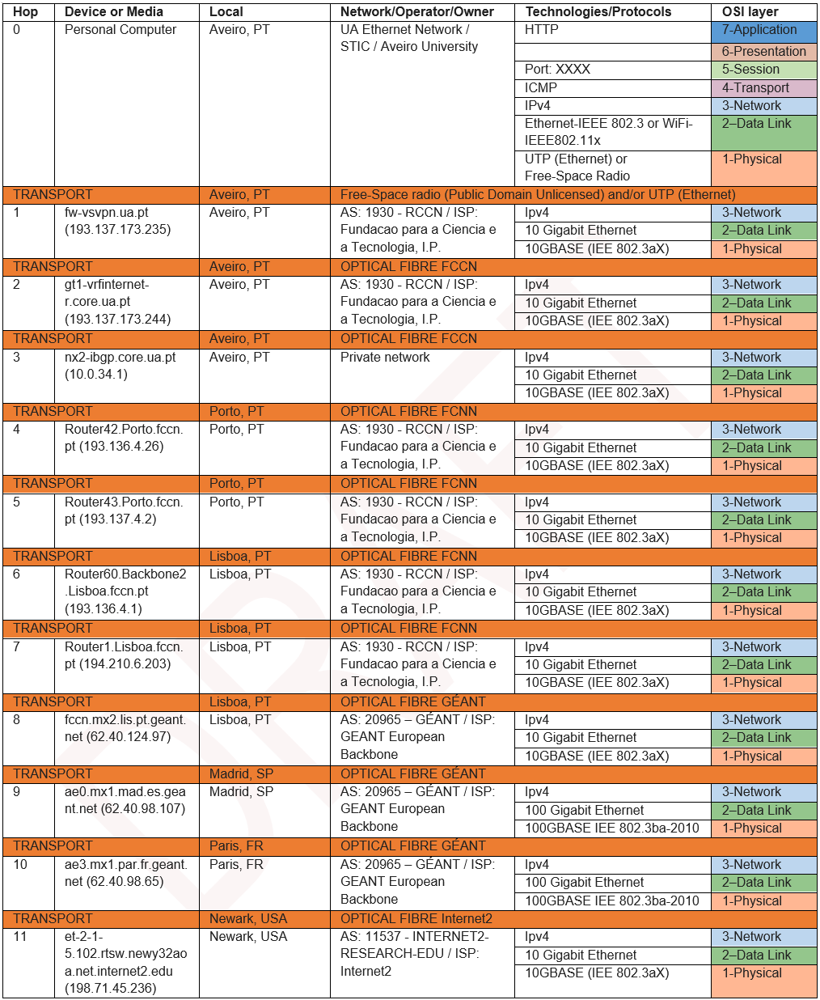 Hop Device or Media Local Network/Operator/Owner Technologies/Protocols OSI layer
0 Personal Computer Aveiro, PT UA Ethernet Network / HTTP 7-Application
STIC / Aveiro University 6-Presentation
Port: XXXX 5-Session
ICMP 4-Transport
IPv4 3-Network
Ethernet-IEEE 802.3 or WiFi- 2–Data Link
IEEE802.11x
UTP (Ethernet) or 1-Physical
Free-Space Radio
TRANSPORT Aveiro, PT Free-Space radio (Public Domain Unlicensed) and/or UTP (Ethernet)
1 fw-vsvpn.ua.pt Aveiro, PT AS: 1930 - RCCN / ISP: Ipv4 3-Network
(193.137.173.235) Fundacao para a Ciencia e 10 Gigabit Ethernet 2–Data Link
a Tecnologia, I.P. 10GBASE (IEE 802.3aX) 1-Physical
TRANSPORT Aveiro, PT OPTICAL FIBRE FCCN
2 gt1-vrfinternet- Aveiro, PT AS: 1930 - RCCN / ISP: Ipv4 3-Network
r.core.ua.pt Fundacao para a Ciencia e 10 Gigabit Ethernet 2–Data Link
(193.137.173.244) a Tecnologia, I.P. 10GBASE (IEE 802.3aX) 1-Physical
TRANSPORT Aveiro, PT OPTICAL FIBRE FCCN
3 nx2-ibgp.core.ua.pt Aveiro, PT Private network Ipv4 3-Network
(10.0.34.1) 10 Gigabit Ethernet 2–Data Link
10GBASE (IEE 802.3aX) 1-Physical
TRANSPORT Porto, PT OPTICAL FIBRE FCNN
4 Router42.Porto.fccn. Porto, PT AS: 1930 - RCCN / ISP: Ipv4 3-Network
pt (193.136.4.26) Fundacao para a Ciencia e 10 Gigabit Ethernet 2–Data Link
a Tecnologia, I.P. 10GBASE (IEE 802.3aX) 1-Physical
TRANSPORT Porto, PT OPTICAL FIBRE FCNN
5 Router43.Porto.fccn. Porto, PT AS: 1930 - RCCN / ISP: Ipv4 3-Network
pt (193.137.4.2) Fundacao para a Ciencia e 10 Gigabit Ethernet 2–Data Link
a Tecnologia, I.P. 10GBASE (IEE 802.3aX) 1-Physical
TRANSPORT Lisboa, PT OPTICAL FIBRE FCNN
6 Router60.Backbone2 Lisboa, PT AS: 1930 - RCCN / ISP: Ipv4 3-Network
.Lisboa.fccn.pt Fundacao para a Ciencia e 10 Gigabit Ethernet 2–Data Link
(193.136.4.1) a Tecnologia, I.P. 10GBASE (IEE 802.3aX) 1-Physical
TRANSPORT Lisboa, PT OPTICAL FIBRE FCNN
7 Router1.Lisboa.fccn. Lisboa, PT AS: 1930 - RCCN / ISP: Ipv4 3-Network
pt (194.210.6.203) Fundacao para a Ciencia e 10 Gigabit Ethernet 2–Data Link
a Tecnologia, I.P. 10GBASE (IEE 802.3aX) 1-Physical
TRANSPORT Lisboa, PT OPTICAL FIBRE GÉANT
8 fccn.mx2.lis.pt.geant. Lisboa, PT AS: 20965 – GÉANT / ISP: Ipv4 3-Network
net (62.40.124.97) GEANT European 10 Gigabit Ethernet 2–Data Link
Backbone 10GBASE (IEE 802.3aX) 1-Physical
TRANSPORT Madrid, SP OPTICAL FIBRE GÉANT
9 ae0.mx1.mad.es.gea Madrid, SP AS: 20965 – GÉANT / ISP: Ipv4 3-Network
nt.net (62.40.98.107) GEANT European 100 Gigabit Ethernet 2–Data Link
Backbone 100GBASE IEEE 802.3ba-2010 1-Physical
TRANSPORT Paris, FR OPTICAL FIBRE GÉANT
10 ae3.mx1.par.fr.geant. Paris, FR AS: 20965 – GÉANT / ISP: Ipv4 3-Network
net (62.40.98.65) GEANT European 100 Gigabit Ethernet 2–Data Link
Backbone 100GBASE IEEE 802.3ba-2010 1-Physical
TRANSPORT Newark, USA OPTICAL FIBRE Internet2
11 et-2-1- Newark, USA AS: 11537 - INTERNET2- Ipv4 3-Network
5.102.rtsw.newy32ao RESEARCH-EDU / ISP: 10 Gigabit Ethernet 2–Data Link
a.net.internet2.edu Internet2 10GBASE (IEE 802.3aX) 1-Physical
(198.71.45.236)
DRAFT